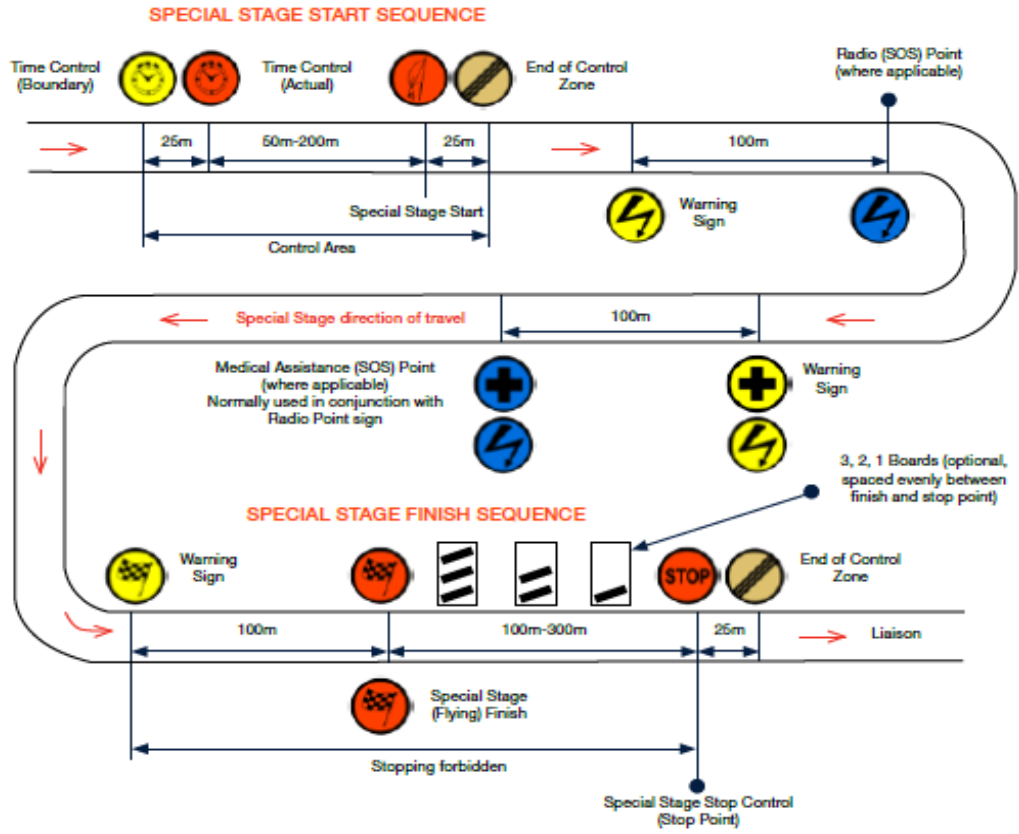 SPECIAL STAGE START SEQUENCE
Time Control
(Boundary)
Time Control
(Actual)
End of Control
Zone
Radio (SOS) Point
(where applicable)
25m
50m-200m
25m
100m
Special Stage Start
Control Area
Warning
Sign
Special Stage direction of travel
100m
Medical Assistance (SOS) Point
(where applicable)
Normally used in conjunction with
Radio Point sign
Warning
Sign
3, 2, 1 Boards (optional,
spaced evenly between
finish and stop point)
SPECIAL STAGE FINISH SEQUENCE
Warning
Sign
STOP
End of Control
Zone
100m
100m-300m
25m
Liaison
Special Stage
(Flying) Finish
Stopping forbidden
Special Stage Stop Control
(Stop Point)